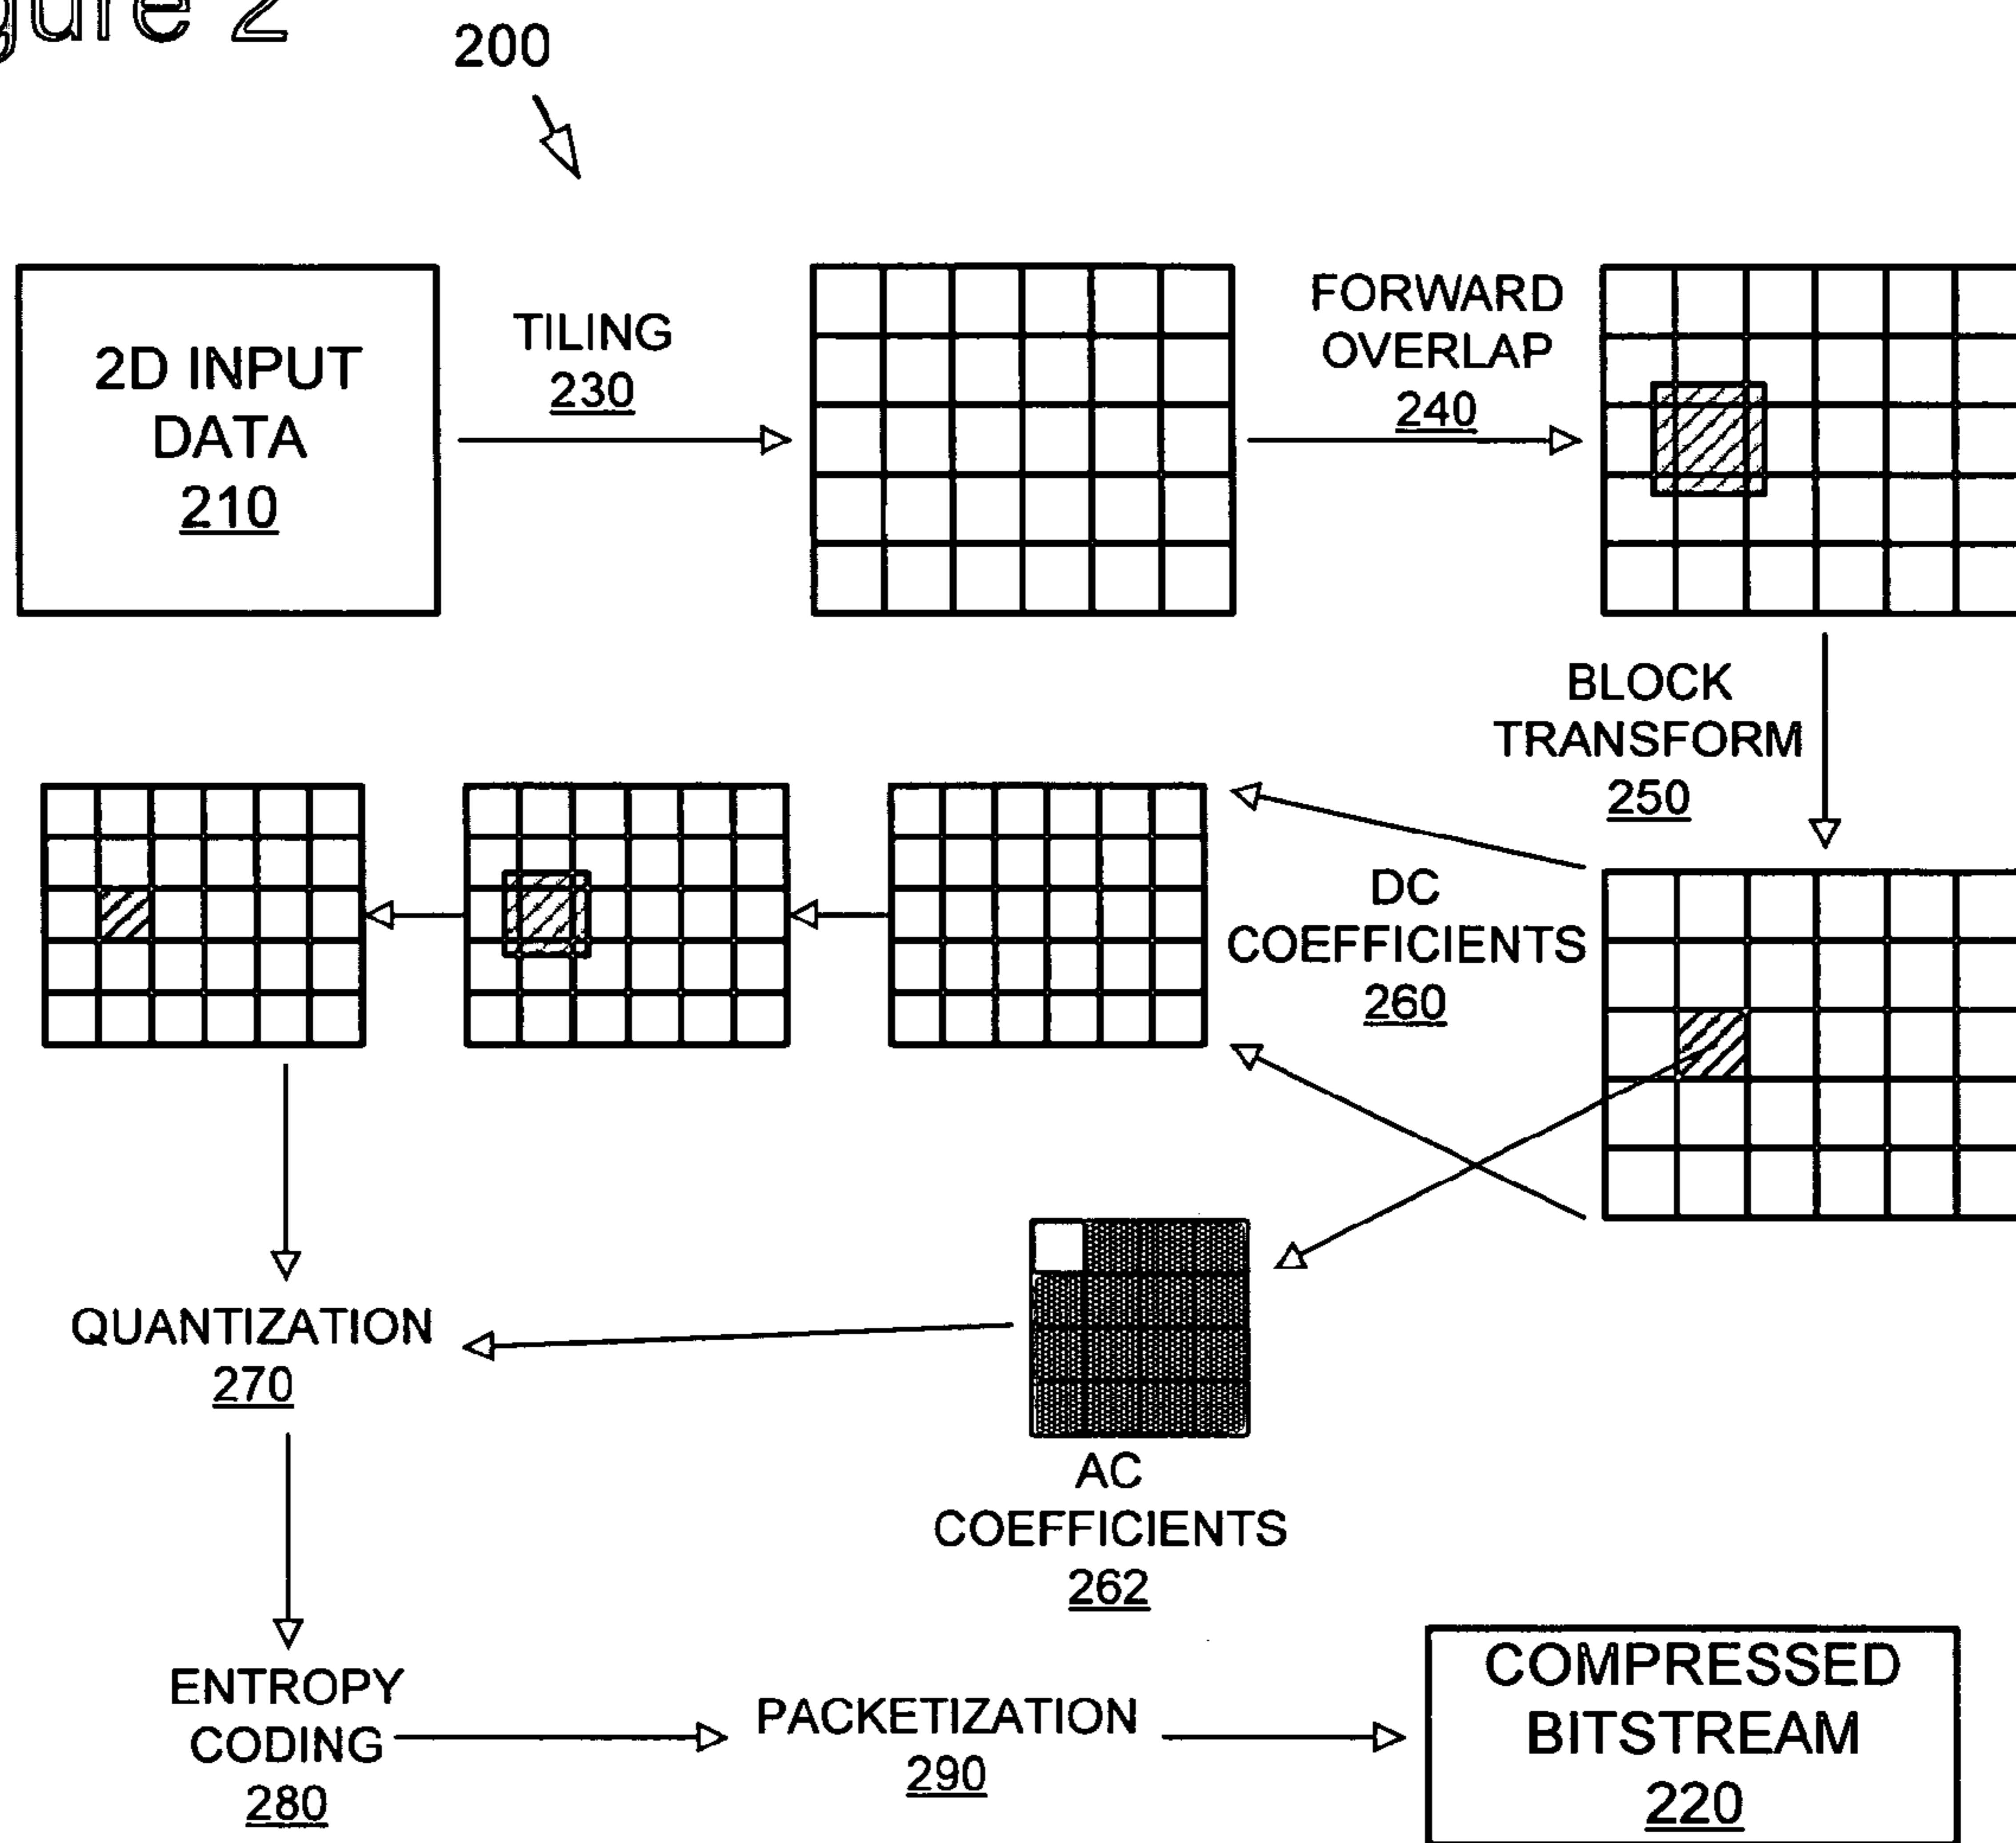 gure 2
200
2D INPUT
DATA
210
TILING
230
FORWARD
OVERLAP
240
BLOCK
TRANSFORM
250
DC
COEFFICIENTS
260
QUANTIZATION
270
AC
COEFFICIENTS
262
ENTROPY
CODING
280
PACKETIZATION
290
COMPRESSED
BITSTREAM
220